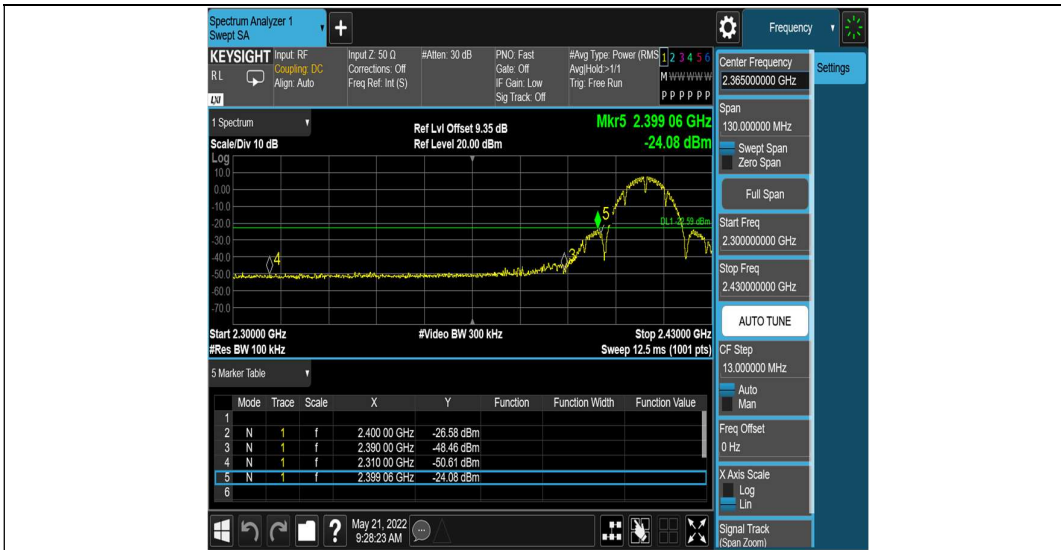 Spectrum Analyzer 1
Swept SA
+
Frequency
KEYSIGHT
RL
LXI
Input: RF
Coupling: DC
Align: Auto
Input Z: 50 Ω
Corrections: Off
Freq Ref: Int (S)
#Atten: 30 dB
PNO: Fast
Gate: Off
IF Gain: Low
Sig Track: Off
#Avg Type: Power (RMS
Avg|Hold:>1/1
Trig: Free Run
1 2 3 4 5 6
M W W W W W
P P P P P P
1 Spectrum
Scale/Div 10 dB
Ref Lvl Offset 9.35 dB
Ref Level 20.00 dBm
Mkr5 2.399 06 GHz
-24.08 dBm
Log
10.0
0.00
-10.0
-20.0
-30.0
-40.0
-50.0
-60.0
-70.0
4
3
5
DL1 -22.59 dBm
Start 2.30000 GHz
#Video BW 300 kHz
Stop 2.43000 GHz
#Res BW 100 kHz
Sweep 12.5 ms (1001 pts)
5 Marker Table
Mode Trace Scale X Y Function Function Width Function Value
1
2 N 1 f 2.400 00 GHz -26.58 dBm
3 N 1 f 2.390 00 GHz -48.46 dBm
4 N 1 f 2.310 00 GHz -50.61 dBm
5 N 1 f 2.399 06 GHz -24.08 dBm
6
?
May 21, 2022
9:28:23 AM
Center Frequency
2.365000000 GHz
Settings
Span
130.000000 MHz
Swept Span
Zero Span
Full Span
Start Freq
2.300000000 GHz
Stop Freq
2.430000000 GHz
AUTO TUNE
CF Step
13.000000 MHz
Auto
Man
Freq Offset
0 Hz
X Axis Scale
Log
Lin
Signal Track
(Span Zoom)